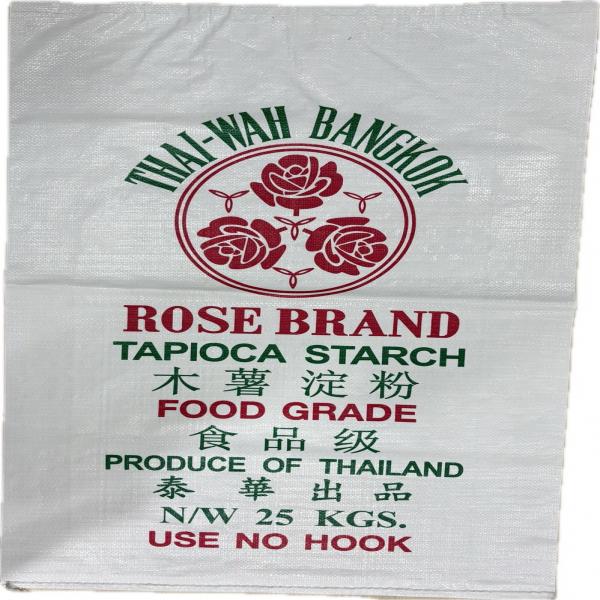 THAI-WAH BANGKOK
ROSE BRAND
TAPIOCA STARCH
木薯淀粉
FOOD GRADE
食品级
PRODUCE OF THAILAND
泰華出品
N/W 25 KGS.
USE NO HOOK